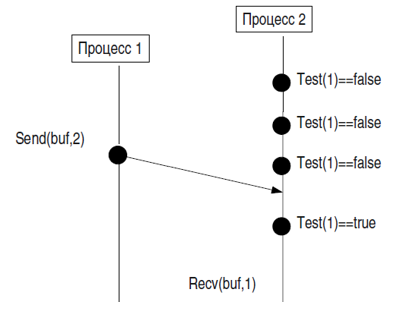 Процесс 1
Процесс 2
Test(1)==false
Test(1)==false
Send(buf,2)
Test(1)==false
Test(1)==true
Recv(buf,1)